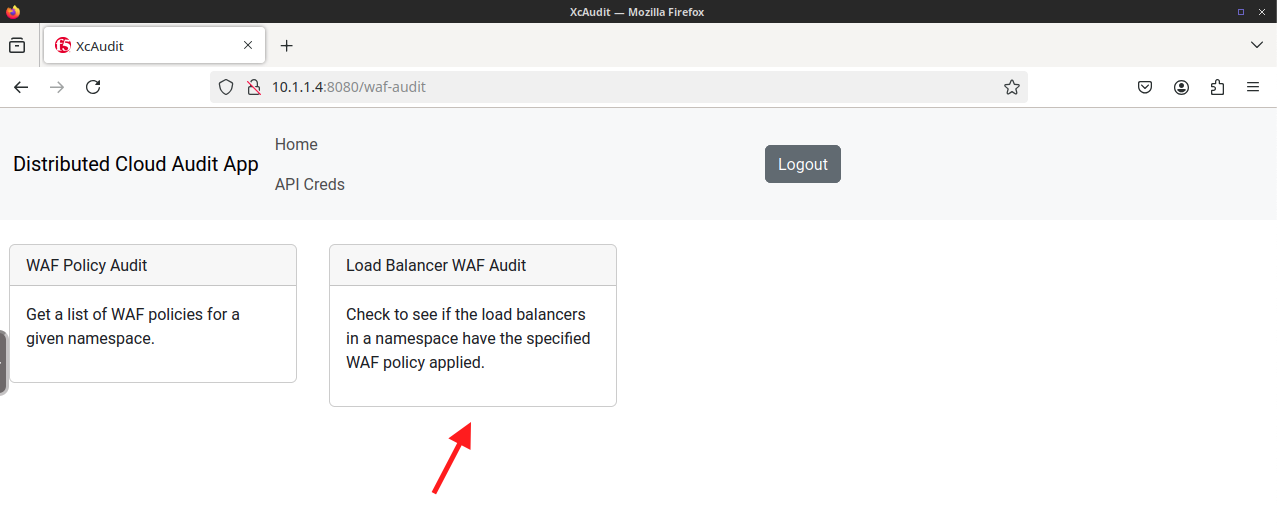 XcAudit — Mozilla Firefox
XcAudit
10.1.1.4:8080/waf-audit
Distributed Cloud Audit App
Home
API Creds
Logout
WAF Policy Audit
Get a list of WAF policies for a
given namespace.
Load Balancer WAF Audit
Check to see if the load balancers
in a namespace have the specified
WAF policy applied.